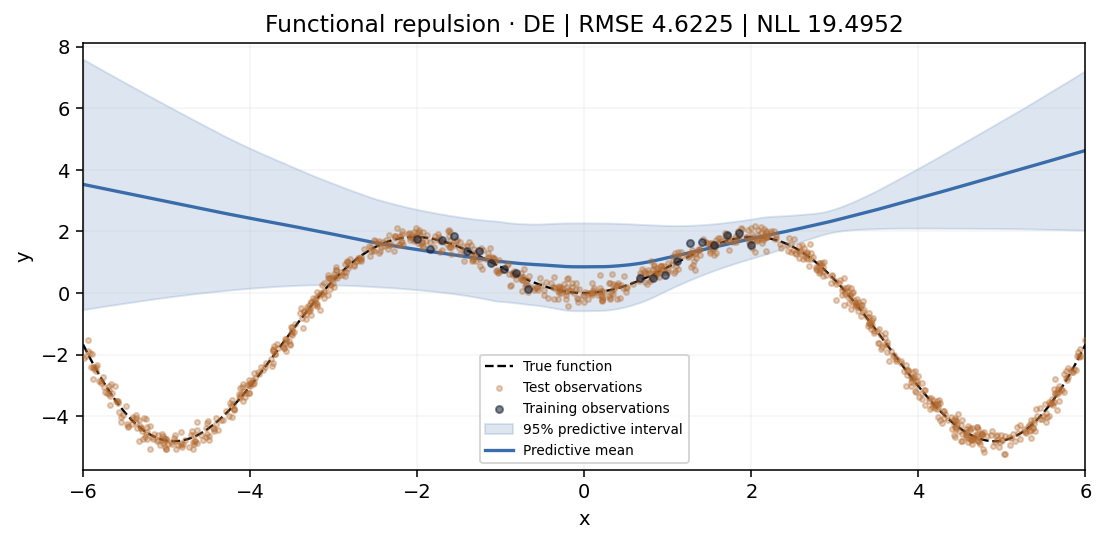 Functional repulsion · DE | RMSE 4.6225 | NLL 19.4952
8
6
4
2
0
−2
−4
y
True function
Test observations
Training observations
95% predictive interval
Predictive mean
−6
−4
−2
0
2
4
6
x